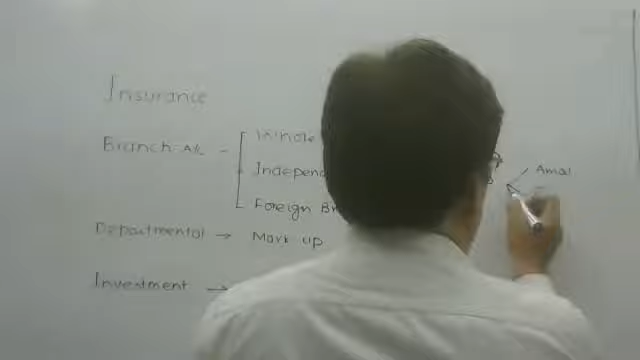 Insurance
Branch A/c - Whole
Independ
Amal
Foreign Br
Departmental → Mark up
Investment →